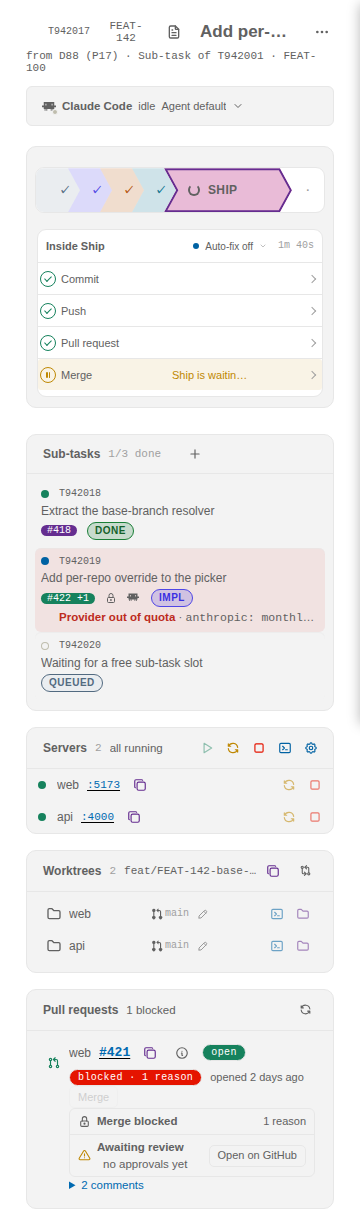 T942017 FEAT-142 Add per-…
from D88 (P17) · Sub-task of T942001 · FEAT-100
Claude Code idle Agent default
SHIP
Inside Ship Auto-fix off 1m 40s
Commit
Push
Pull request
Merge Ship is waitin…
Sub-tasks 1/3 done
T942018
Extract the base-branch resolver
#418 DONE
T942019
Add per-repo override to the picker
#422 +1 IMPL
Provider out of quota · anthropic: monthl…
T942020
Waiting for a free sub-task slot
QUEUED
Servers 2 all running
web :5173
api :4000
Worktrees 2 feat/FEAT-142-base-…
web main
api main
Pull requests 1 blocked
web #421 open
blocked · 1 reason opened 2 days ago
Merge
Merge blocked 1 reason
Awaiting review
no approvals yet
Open on GitHub
2 comments